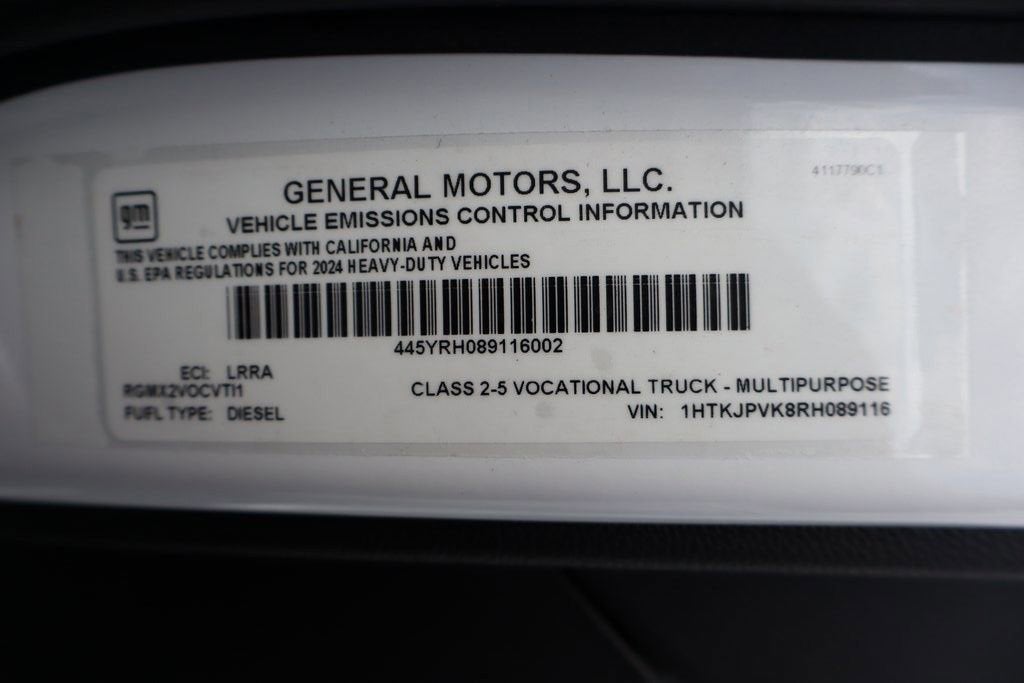 4117790C1
gm
GENERAL MOTORS, LLC.
VEHICLE EMISSIONS CONTROL INFORMATION
THIS VEHICLE COMPLIES WITH CALIFORNIA AND
U.S. EPA REGULATIONS FOR 2024 HEAVY-DUTY VEHICLES
445YRH089116002
ECI: LRRA
RGMX2VOCVTI1
FUEL TYPE: DIESEL
CLASS 2-5 VOCATIONAL TRUCK - MULTIPURPOSE
VIN: 1HTKJPVK8RH089116